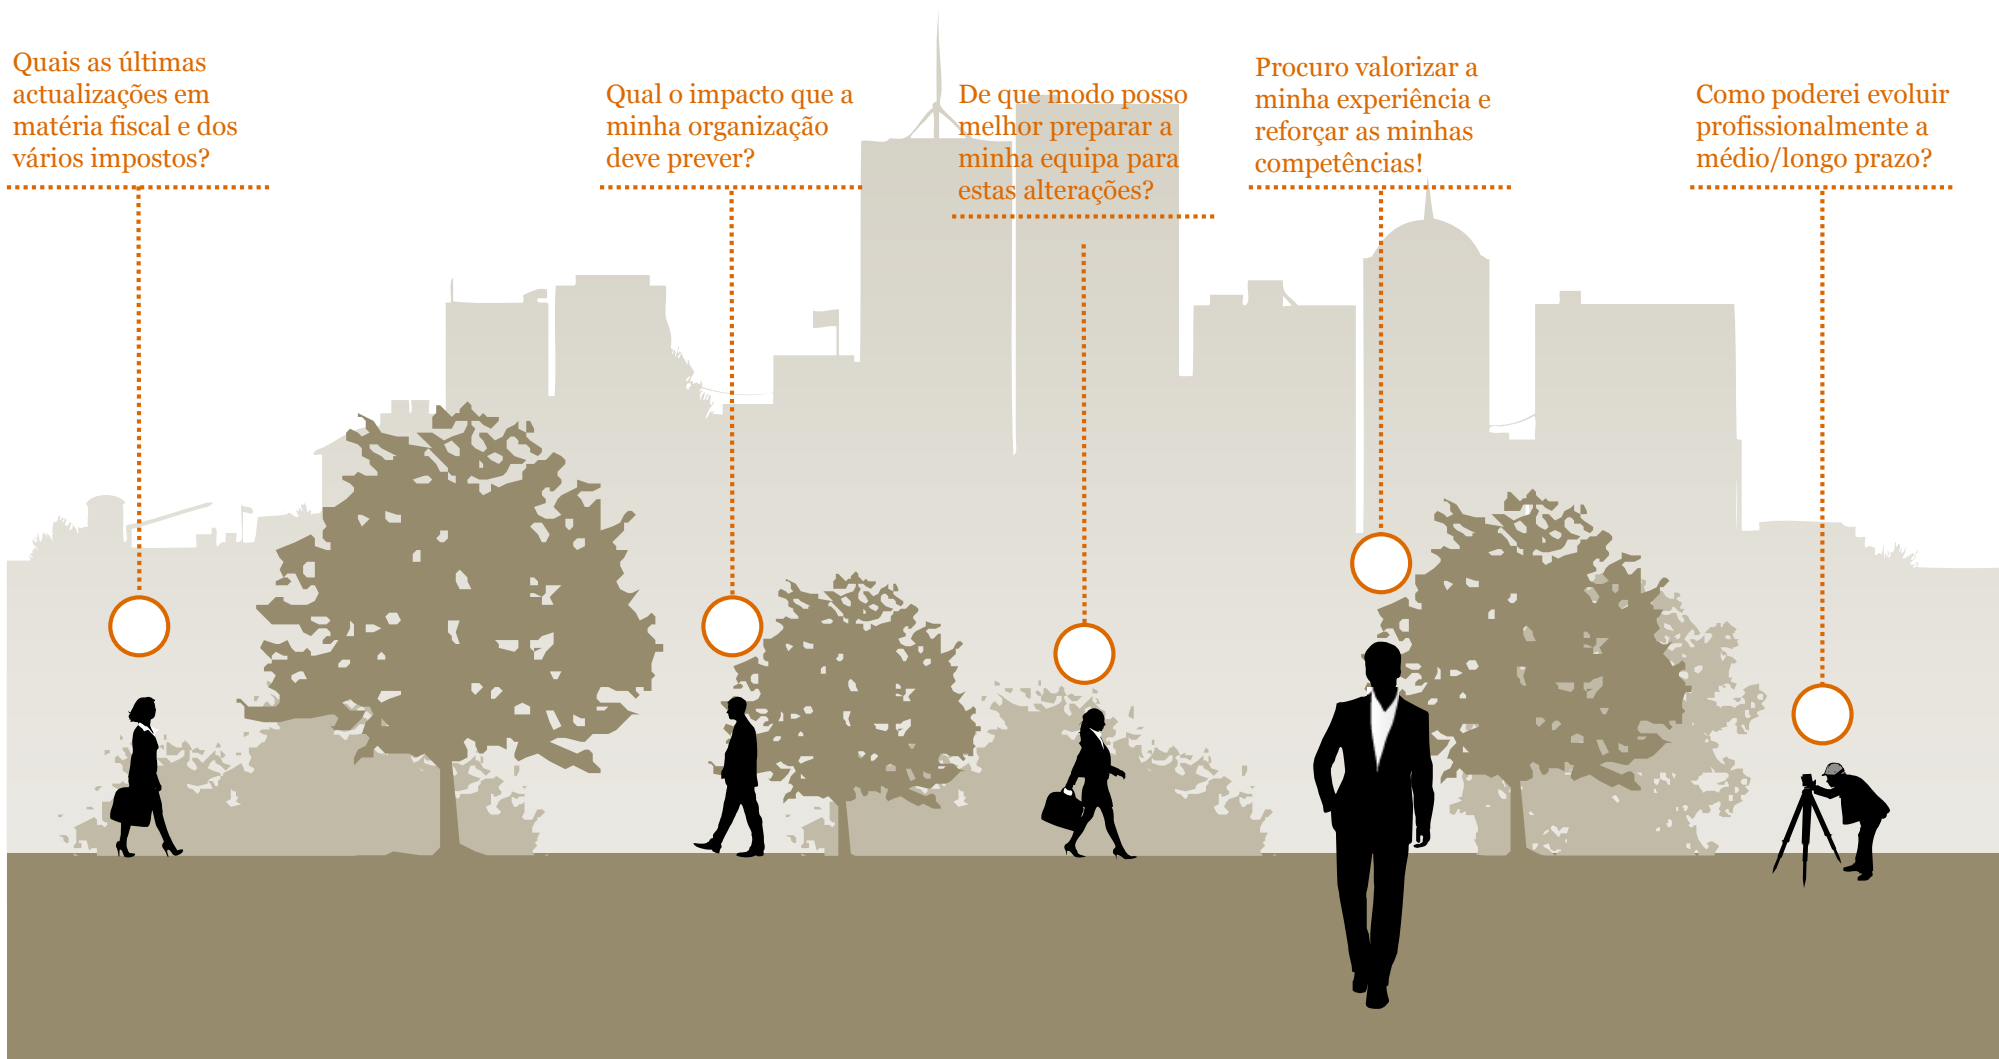 Quais as últimas
actualizações em
matéria fiscal e dos
vários impostos?
Qual o impacto que a
minha organização
deve prever?
De que modo posso
melhor preparar a
minha equipa para
estas alterações?
Procuro valorizar a
minha experiência e
reforçar as minhas
competências!
Como poderei evoluir
profissionalmente a
médio/longo prazo?